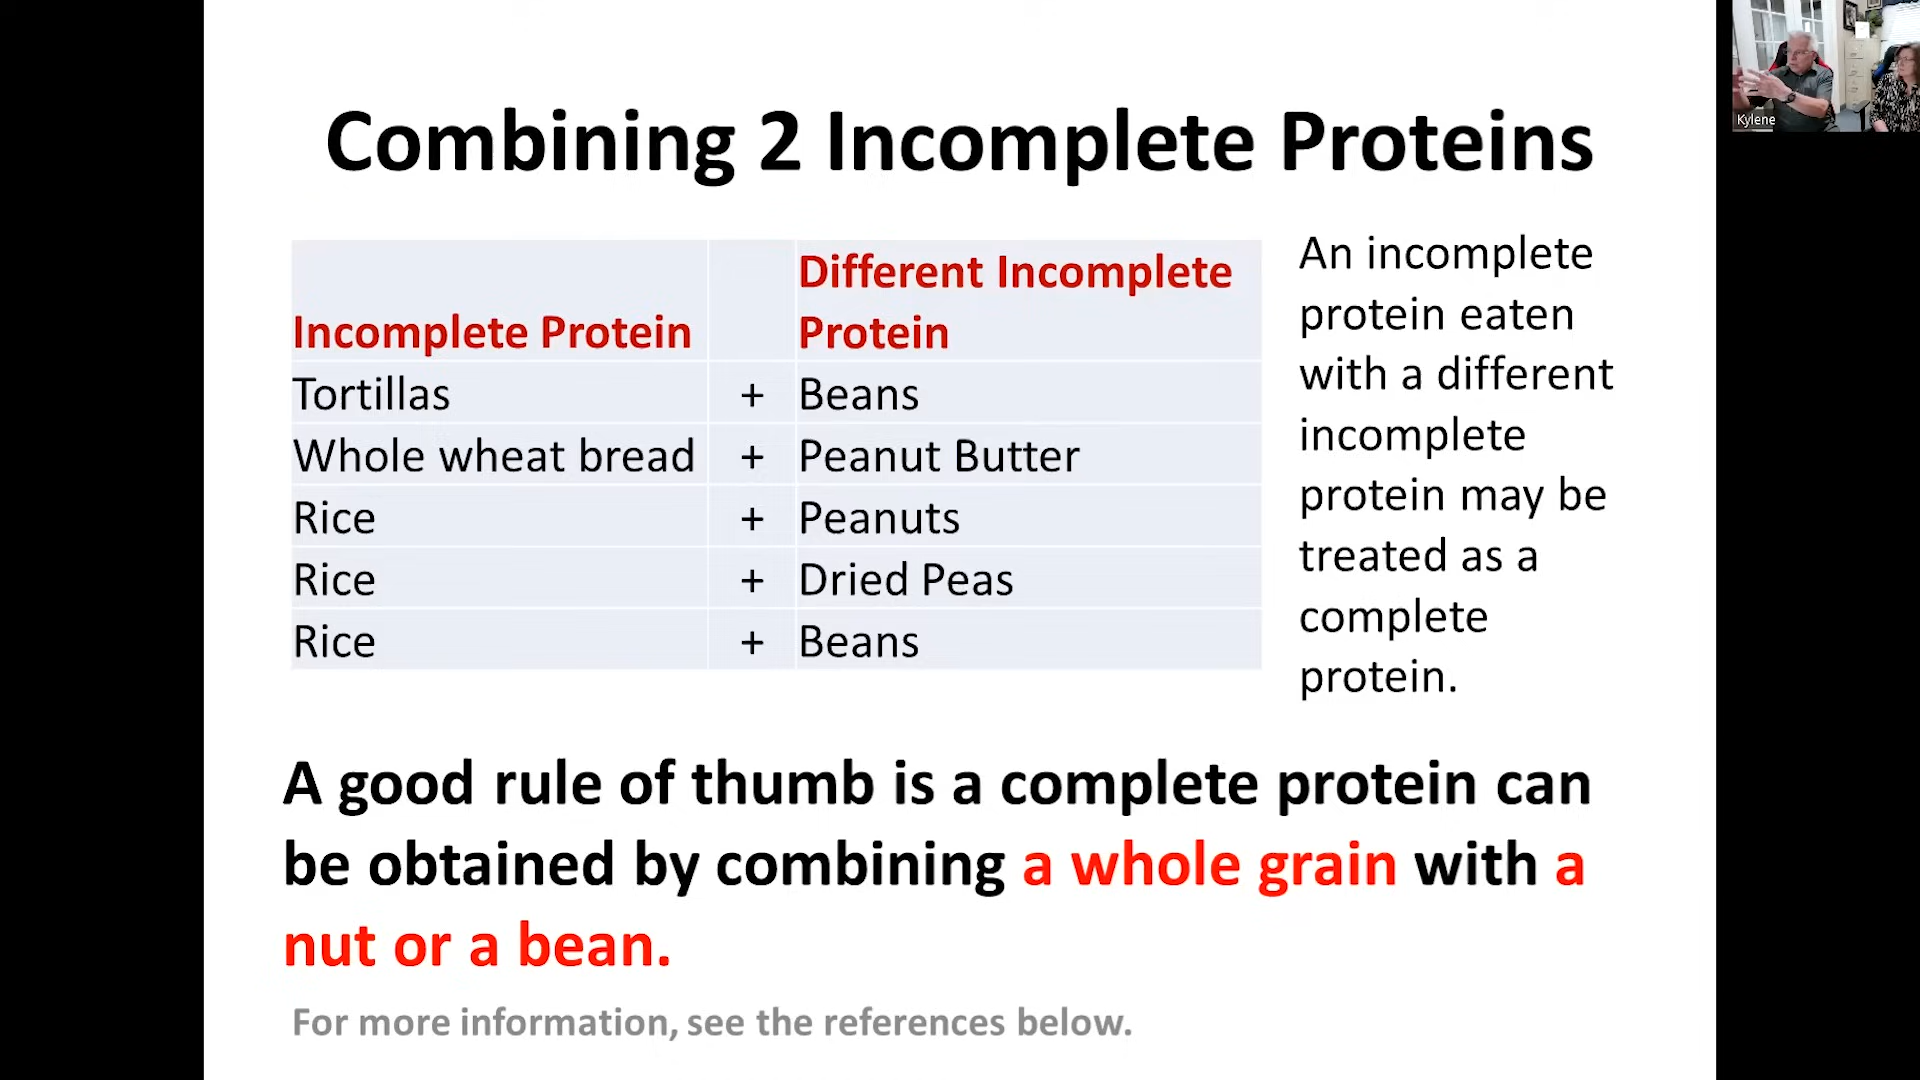 Combining 2 Incomplete Proteins
Incomplete Protein
Different Incomplete
Protein
Tortillas + Beans
Whole wheat bread + Peanut Butter
Rice + Peanuts
Rice + Dried Peas
Rice + Beans
An incomplete
protein eaten
with a different
incomplete
protein may be
treated as a
complete
protein.
A good rule of thumb is a complete protein can
be obtained by combining a whole grain with a
nut or a bean.
For more information, see the references below.
Kylene